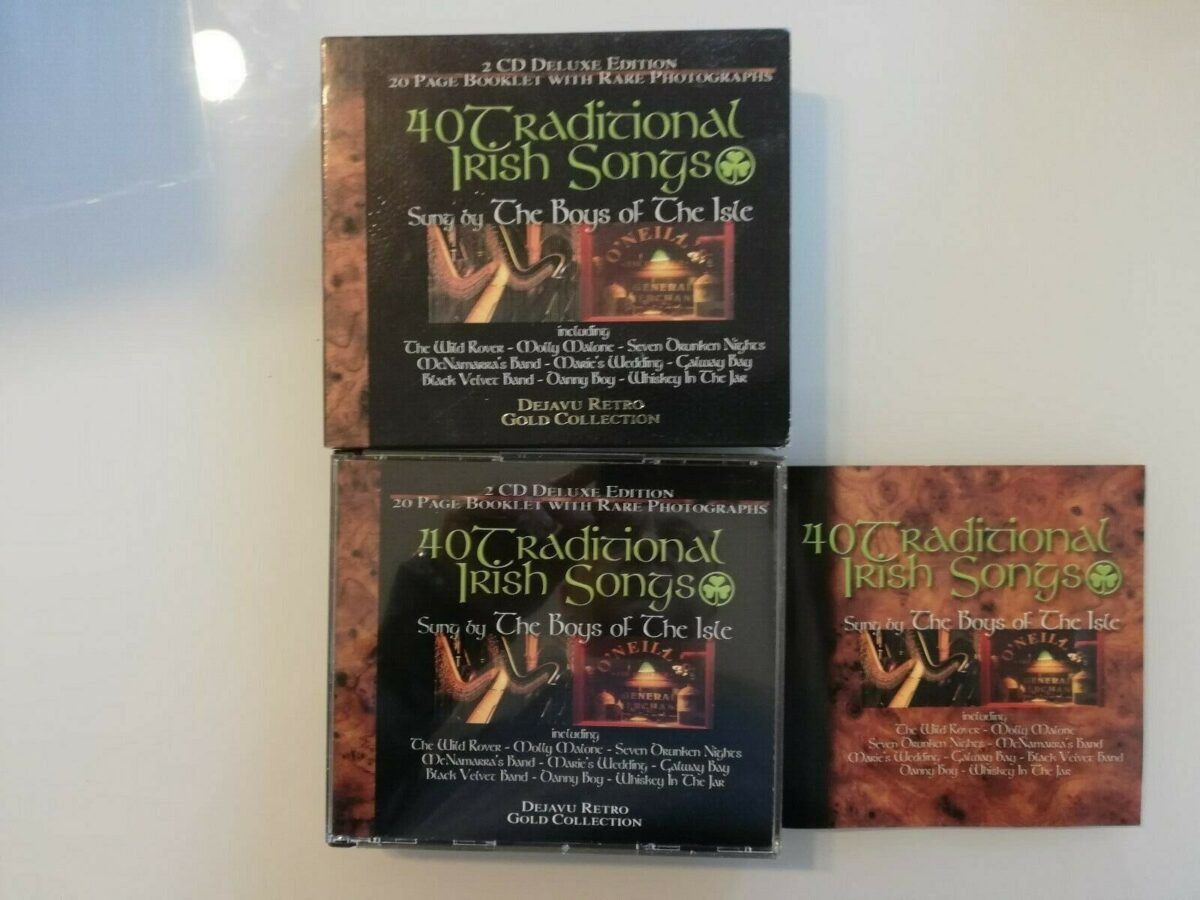 2 CD Deluxe Edition
20 Page Booklet with Rare Photographs
40 Traditional
Irish Songs
Sung by The Boys of The Isle
O'NEILL
GENERAL
including
The Wild Rover - Molly Malone - Seven Drunken Nights
McNamarra's Band - Marie's Wedding - Galway Bay
Black Velvet Band - Danny Boy - Whiskey In The Jar
Dejavu Retro
Gold Collection
2 CD Deluxe Edition
20 Page Booklet with Rare Photographs
40 Traditional
Irish Songs
Sung by The Boys of The Isle
O'NEILL
GENERAL
including
The Wild Rover - Molly Malone - Seven Drunken Nights
McNamarra's Band - Marie's Wedding - Galway Bay
Black Velvet Band - Danny Boy - Whiskey In The Jar
Dejavu Retro
Gold Collection
40 Traditional
Irish Songs
Sung by The Boys of The Isle
O'NEILL
GENERAL
including
The Wild Rover - Molly Malone
Seven Drunken Nights - McNamarra's Band
Marie's Wedding - Galway Bay - Black Velvet Band
Danny Boy - Whiskey In The Jar